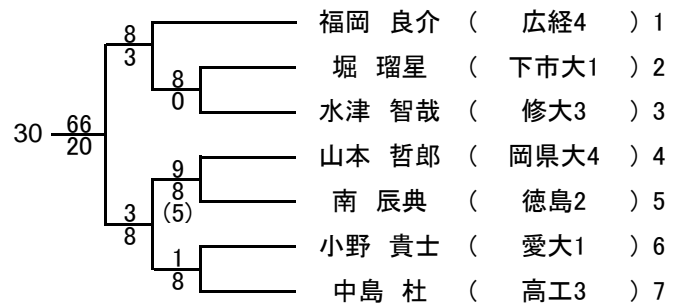 福岡 良介 ( 広経4 ) 1
8
3
堀 瑠星 ( 下市大1 ) 2
8
0
水津 智哉 ( 修大3 ) 3
30
66
20
山本 哲郎 ( 岡県大4 ) 4
9
8
(5)
南 辰典 ( 徳島2 ) 5
3
8
小野 貴士 ( 愛大1 ) 6
1
8
中島 杜 ( 高工3 ) 7